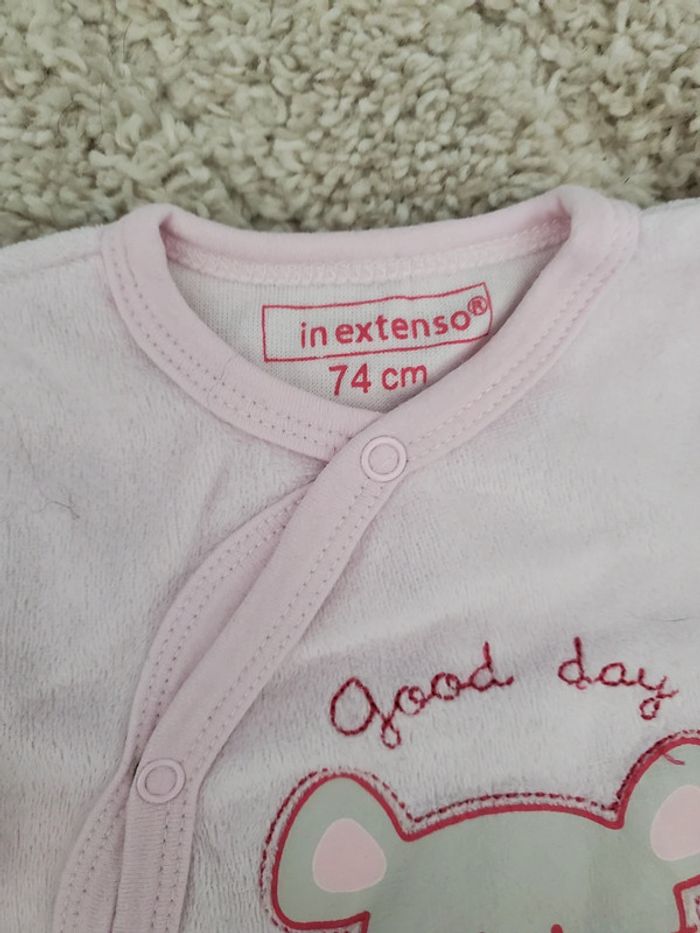 in extenso®
74 cm
good day